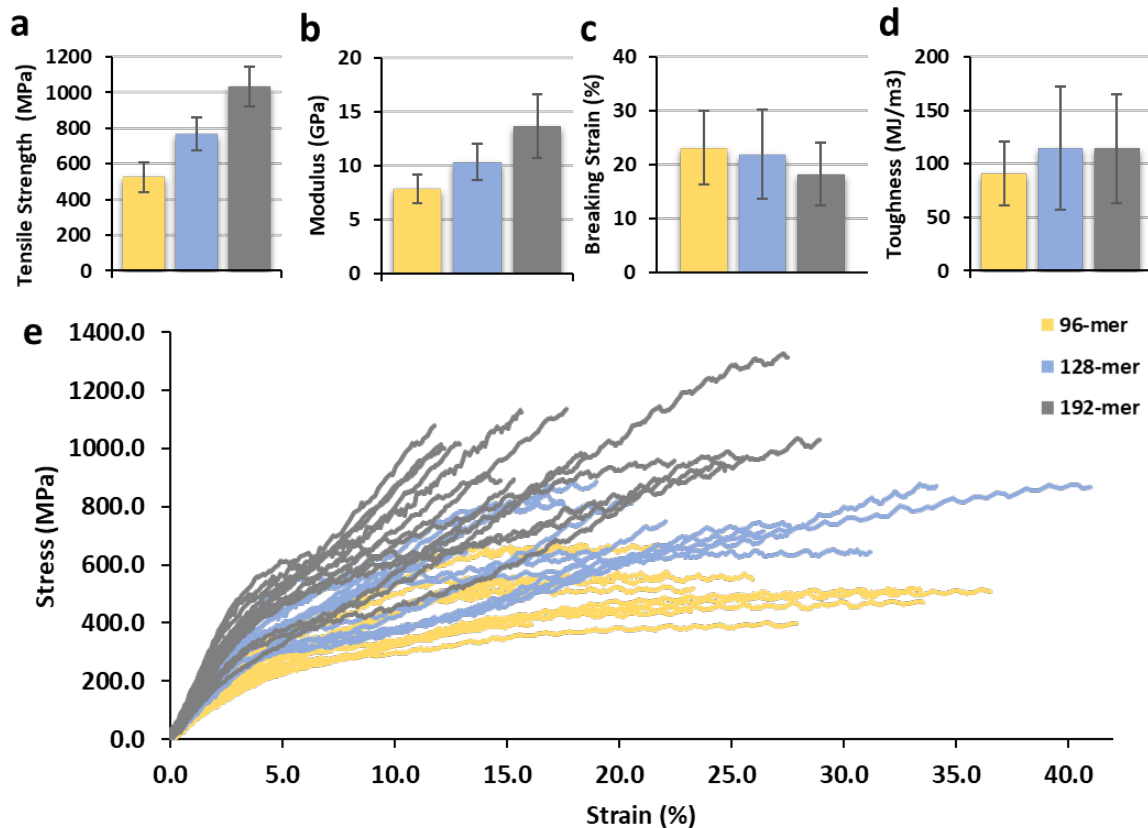 a
b
c
d
Tensile Strength (MPa)
1200
1000
800
600
400
200
0
Modulus (GPa)
20
15
10
5
0
Breaking Strain (%)
40
30
20
10
0
Toughness (MJ/m3)
200
150
100
50
0
e
Stress (MPa)
1400.0
1200.0
1000.0
800.0
600.0
400.0
200.0
0.0
96-mer
128-mer
192-mer
0.0 5.0 10.0 15.0 20.0 25.0 30.0 35.0 40.0
Strain (%)